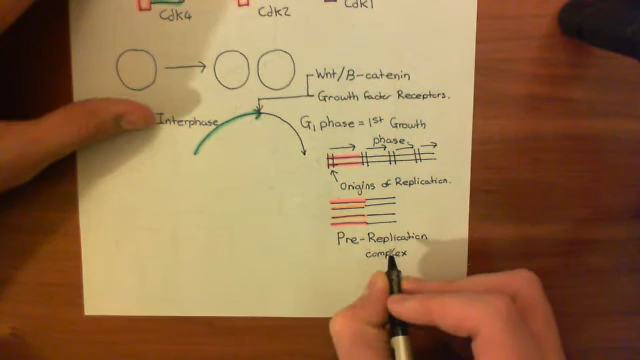 Cdk4
Cdk2
Cdk1
Wnt/B-catenin
Growth Factor Receptors.
Interphase
G1 phase = 1st Growth
phase.
Origins of Replication.
Pre-Replication
complex